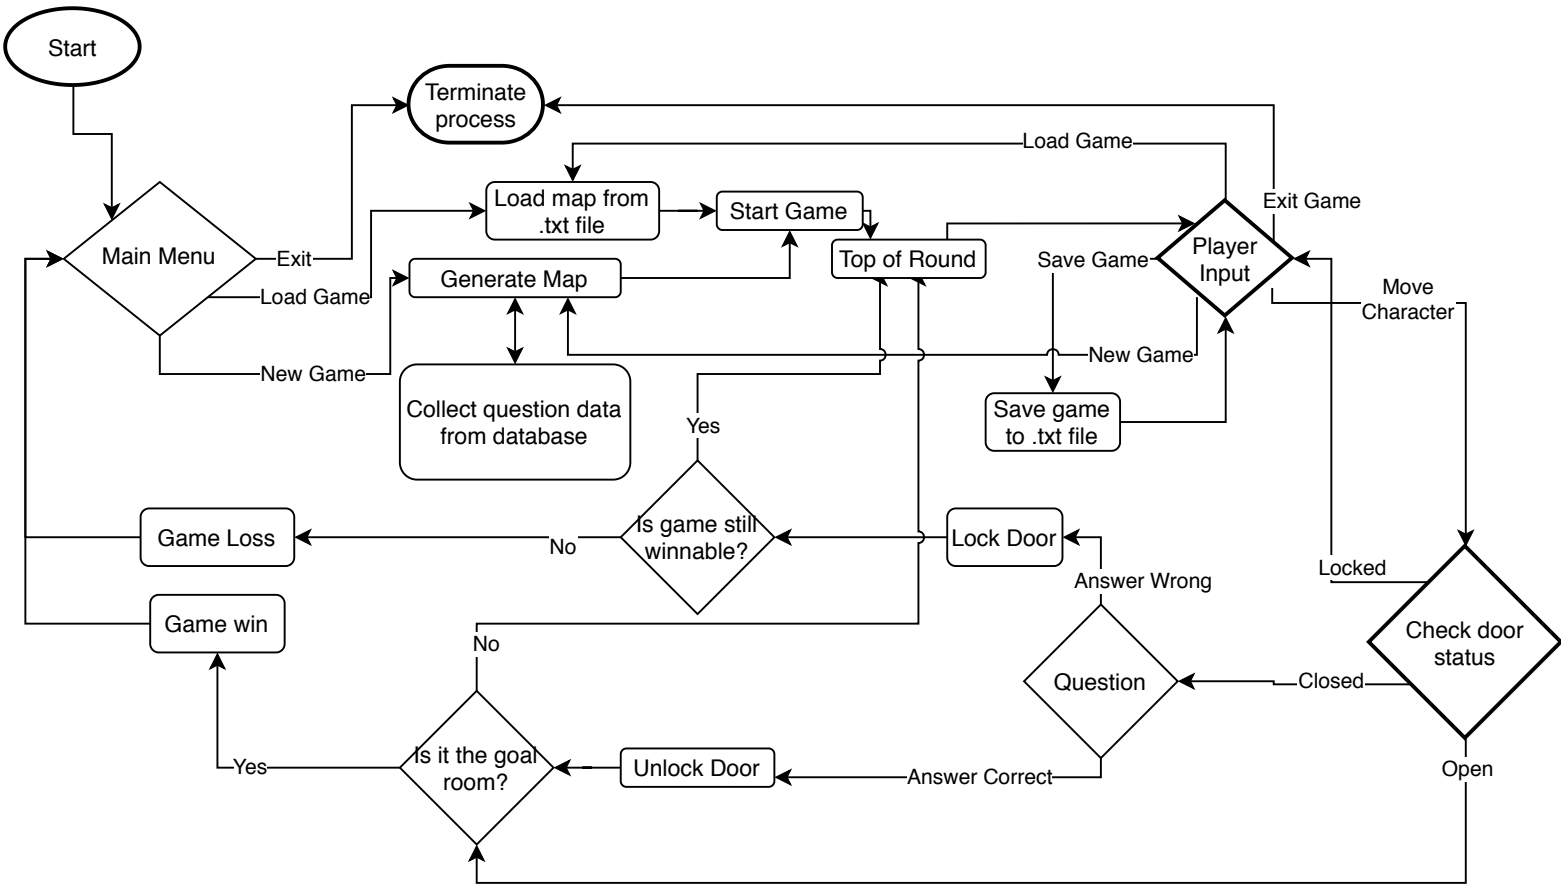 Start
Terminate
process
Load Game
Load map from
.txt file
Start Game
Exit Game
Main Menu
Exit
Top of Round
Player
Input
Save Game
Generate Map
Load Game
Move
Character
New Game
New Game
Collect question data
from database
Save game
to .txt file
Yes
Is game still
winnable?
Game Loss
No
Lock Door
Locked
Answer Wrong
Game win
No
Check door
status
Question
Closed
Is it the goal
room?
Yes
Unlock Door
Answer Correct
Open